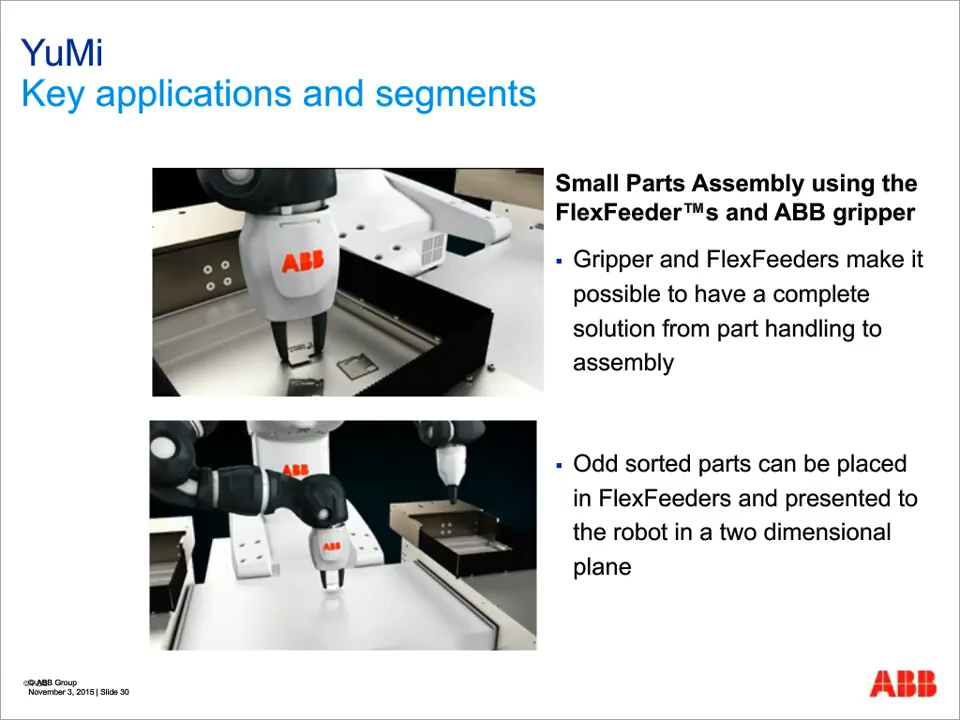 YuMi
Key applications and segments
Small Parts Assembly using the
FlexFeeder™s and ABB gripper
▪ Gripper and FlexFeeders make it
possible to have a complete
solution from part handling to
assembly
ABB
▪ Odd sorted parts can be placed
in FlexFeeders and presented to
the robot in a two dimensional
plane
ABB
ABB
© ABB Group
November 3, 2015 | Slide 30
ABB